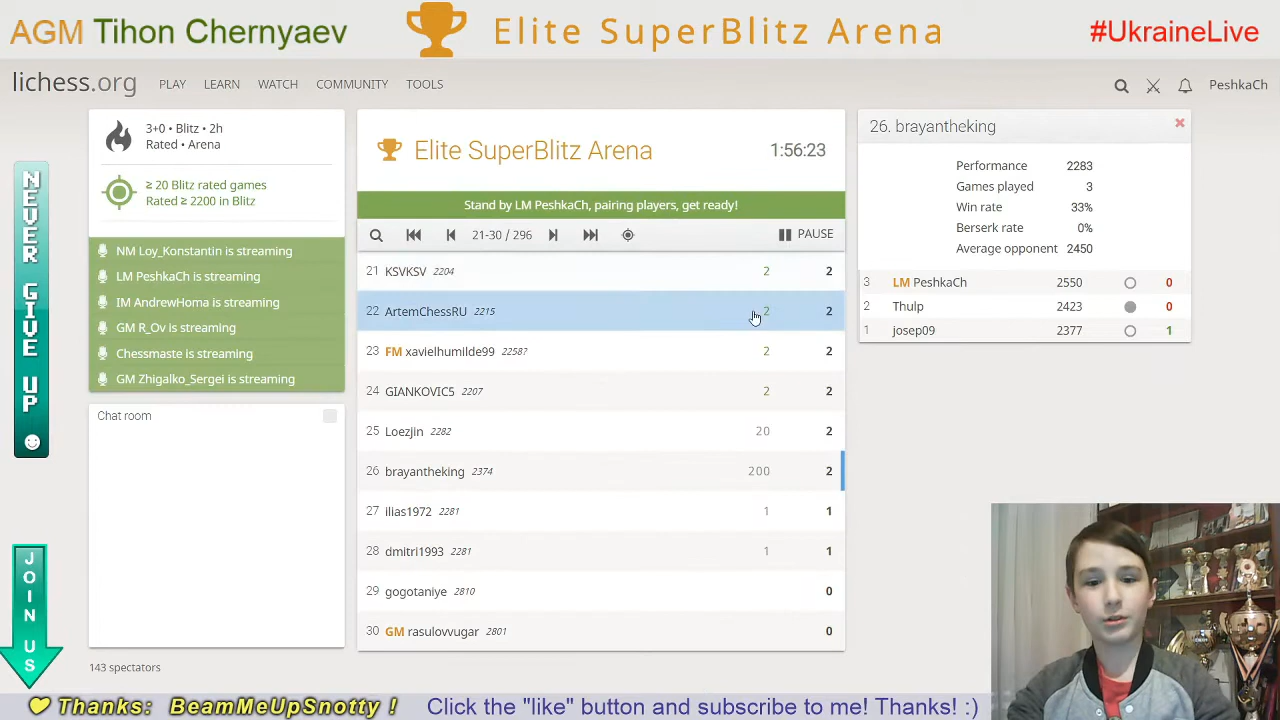 AGM Tihon Chernyaev
Elite SuperBlitz Arena
#UkraineLive
lichess.org
PLAY LEARN WATCH COMMUNITY TOOLS
PeshkaCh
NEVER GIVE UP
JOIN US
3+0 • Blitz • 2h
Rated • Arena
≥ 20 Blitz rated games
Rated ≥ 2200 in Blitz
NM Loy_Konstantin is streaming
LM PeshkaCh is streaming
IM AndrewHoma is streaming
GM R_Ov is streaming
Chessmaste is streaming
GM Zhigalko_Sergei is streaming
Chat room
143 spectators
Elite SuperBlitz Arena 1:56:23
Stand by LM PeshkaCh, pairing players, get ready!
21-30 / 296 PAUSE
21 KSVKSV 2204 2 2
22 ArtemChessRU 2215 2 2
23 FM xavielhumilde99 2258? 2 2
24 GIANKOVIC5 2207 2 2
25 Loezjin 2282 20 2
26 brayantheking 2374 200 2
27 ilias1972 2281 1 1
28 dmitri1993 2281 1 1
29 gogotaniye 2810 0
30 GM rasulovvugar 2801 0
26. brayantheking
Performance 2283
Games played 3
Win rate 33%
Berserk rate 0%
Average opponent 2450
3 LM PeshkaCh 2550 0
2 Thulp 2423 0
1 josep09 2377 1
Thanks: BeamMeUpSnotty !
Click the "like" button and subscribe to me! Thanks! :)